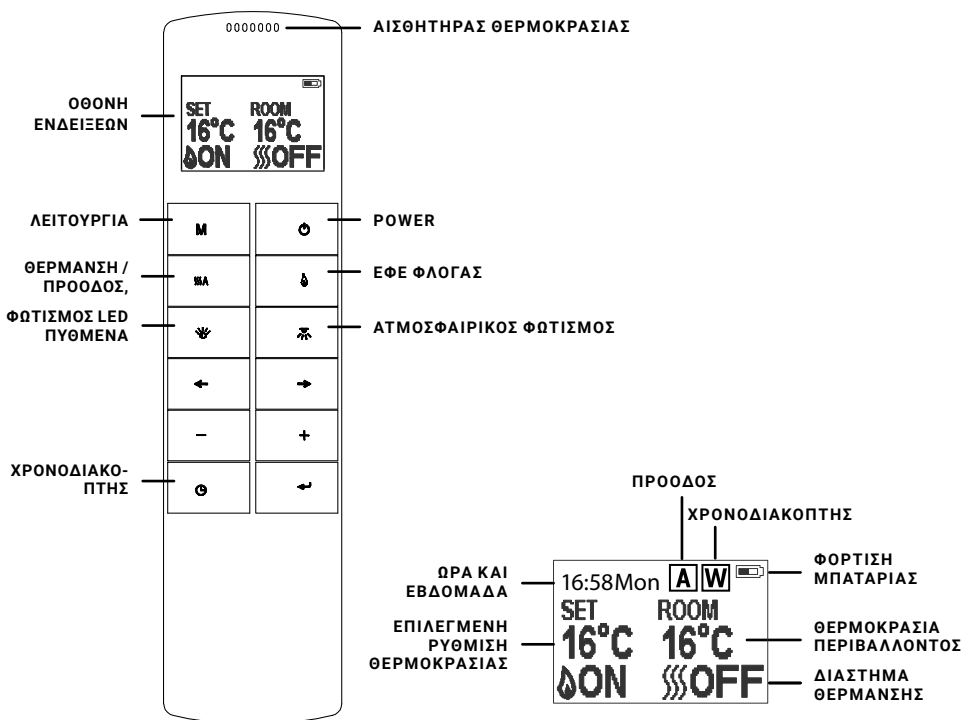 0000000
ΑΙΣΘΗΤΗΡΑΣ ΘΕΡΜΟΚΡΑΣΙΑΣ
ΟΘΟΝΗ
ΕΝΔΕΙΞΕΩΝ
SET ROOM
16°C 16°C
ON OFF
ΛΕΙΤΟΥΡΓΙΑ
M
POWER
ΘΕΡΜΑΝΣΗ /
ΠΡΟΟΔΟΣ,
A
ΕΦΕ ΦΛΟΓΑΣ
ΦΩΤΙΣΜΟΣ LED
ΠΥΘΜΕΝΑ
ΑΤΜΟΣΦΑΙΡΙΚΟΣ ΦΩΤΙΣΜΟΣ
- +
ΧΡΟΝΟΔΙΑΚΟ-
ΠΤΗΣ
ΠΡΟΟΔΟΣ
ΧΡΟΝΟΔΙΑΚΟΠΤΗΣ
ΩΡΑ ΚΑΙ
ΕΒΔΟΜΑΔΑ
16:58Mon A W
ΦΟΡΤΙΣΗ
ΜΠΑΤΑΡΙΑΣ
ΕΠΙΛΕΓΜΕΝΗ
ΡΥΘΜΙΣΗ
ΘΕΡΜΟΚΡΑΣΙΑΣ
SET ROOM
16°C 16°C
ON OFF
ΘΕΡΜΟΚΡΑΣΙΑ
ΠΕΡΙΒΑΛΛΟΝΤΟΣ
ΔΙΑΣΤΗΜΑ
ΘΕΡΜΑΝΣΗΣ